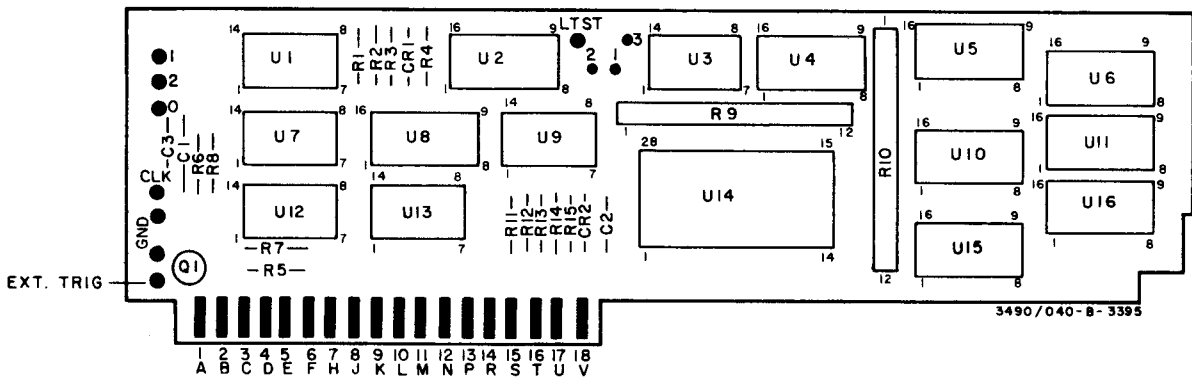 LTST
14 8 16 9 14 8 16 9 1 16 9 16 9
1 2 0
U1 R1 R2 R3 CR1 R4 U2 2 1 3 U3 U4 U5 U6
1 7 1 8 1 7 1 8 1 8 1 8
14 8 16 9 14 8 R9 16 9 16 9
C3 C1 R6 R8 U7 U8 U9 1 12 R10 U10 U11
1 7 1 8 1 7 28 15 1 8 1 8
CLK 14 8 14 8 16 9 16 9
GND U12 U13 R11 R12 R13 R14 R15 CR2 C2 U14 U15 U16
1 7 1 7 1 14 12 1 8 1 8
R7
Q1 R5
EXT. TRIG
3490/040-B-3395
1 2 3 4 5 6 7 8 9 10 11 12 13 14 15 16 17 18
A B C D E F H J K L M N P R S T U V